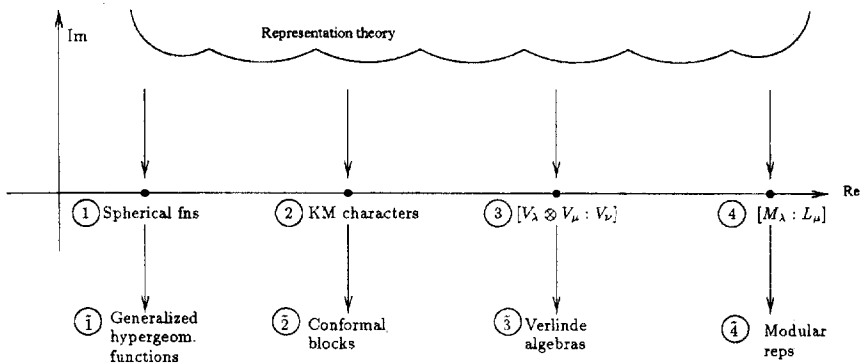 Im
Representation theory
Re
① Spherical fns
② KM characters
③ [V_λ ⊗ V_μ : V_ν]
④ [M_λ : L_μ]
1̃ Generalized
hypergeom.
functions
2̃ Conformal
blocks
3̃ Verlinde
algebras
4̃ Modular
reps